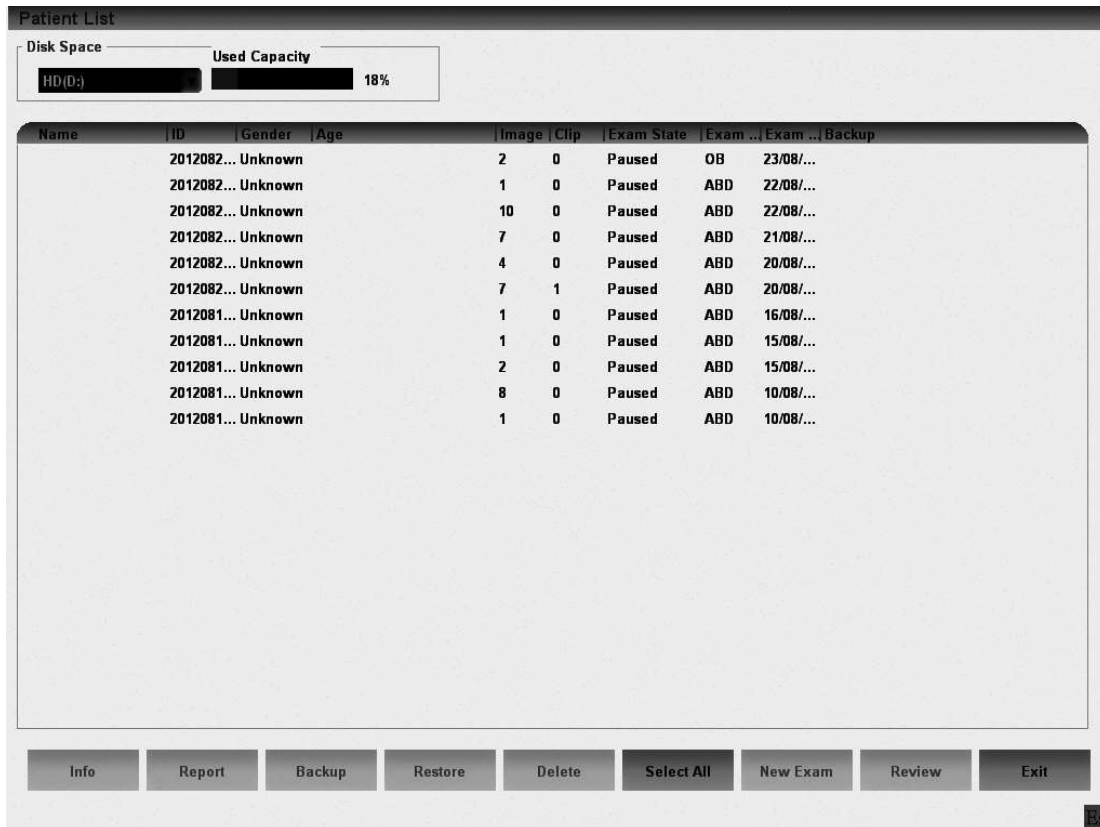 Patient List
Disk Space
Used Capacity
HD(D:) 18%
Name ID Gender Age Image Clip Exam State Exam ... Exam ... Backup
2012082... Unknown 2 0 Paused OB 23/08/...
2012082... Unknown 1 0 Paused ABD 22/08/...
2012082... Unknown 10 0 Paused ABD 22/08/...
2012082... Unknown 7 0 Paused ABD 21/08/...
2012082... Unknown 4 0 Paused ABD 20/08/...
2012082... Unknown 7 1 Paused ABD 20/08/...
2012081... Unknown 1 0 Paused ABD 16/08/...
2012081... Unknown 1 0 Paused ABD 15/08/...
2012081... Unknown 2 0 Paused ABD 15/08/...
2012081... Unknown 8 0 Paused ABD 10/08/...
2012081... Unknown 1 0 Paused ABD 10/08/...
Info Report Backup Restore Delete Select All New Exam Review Exit